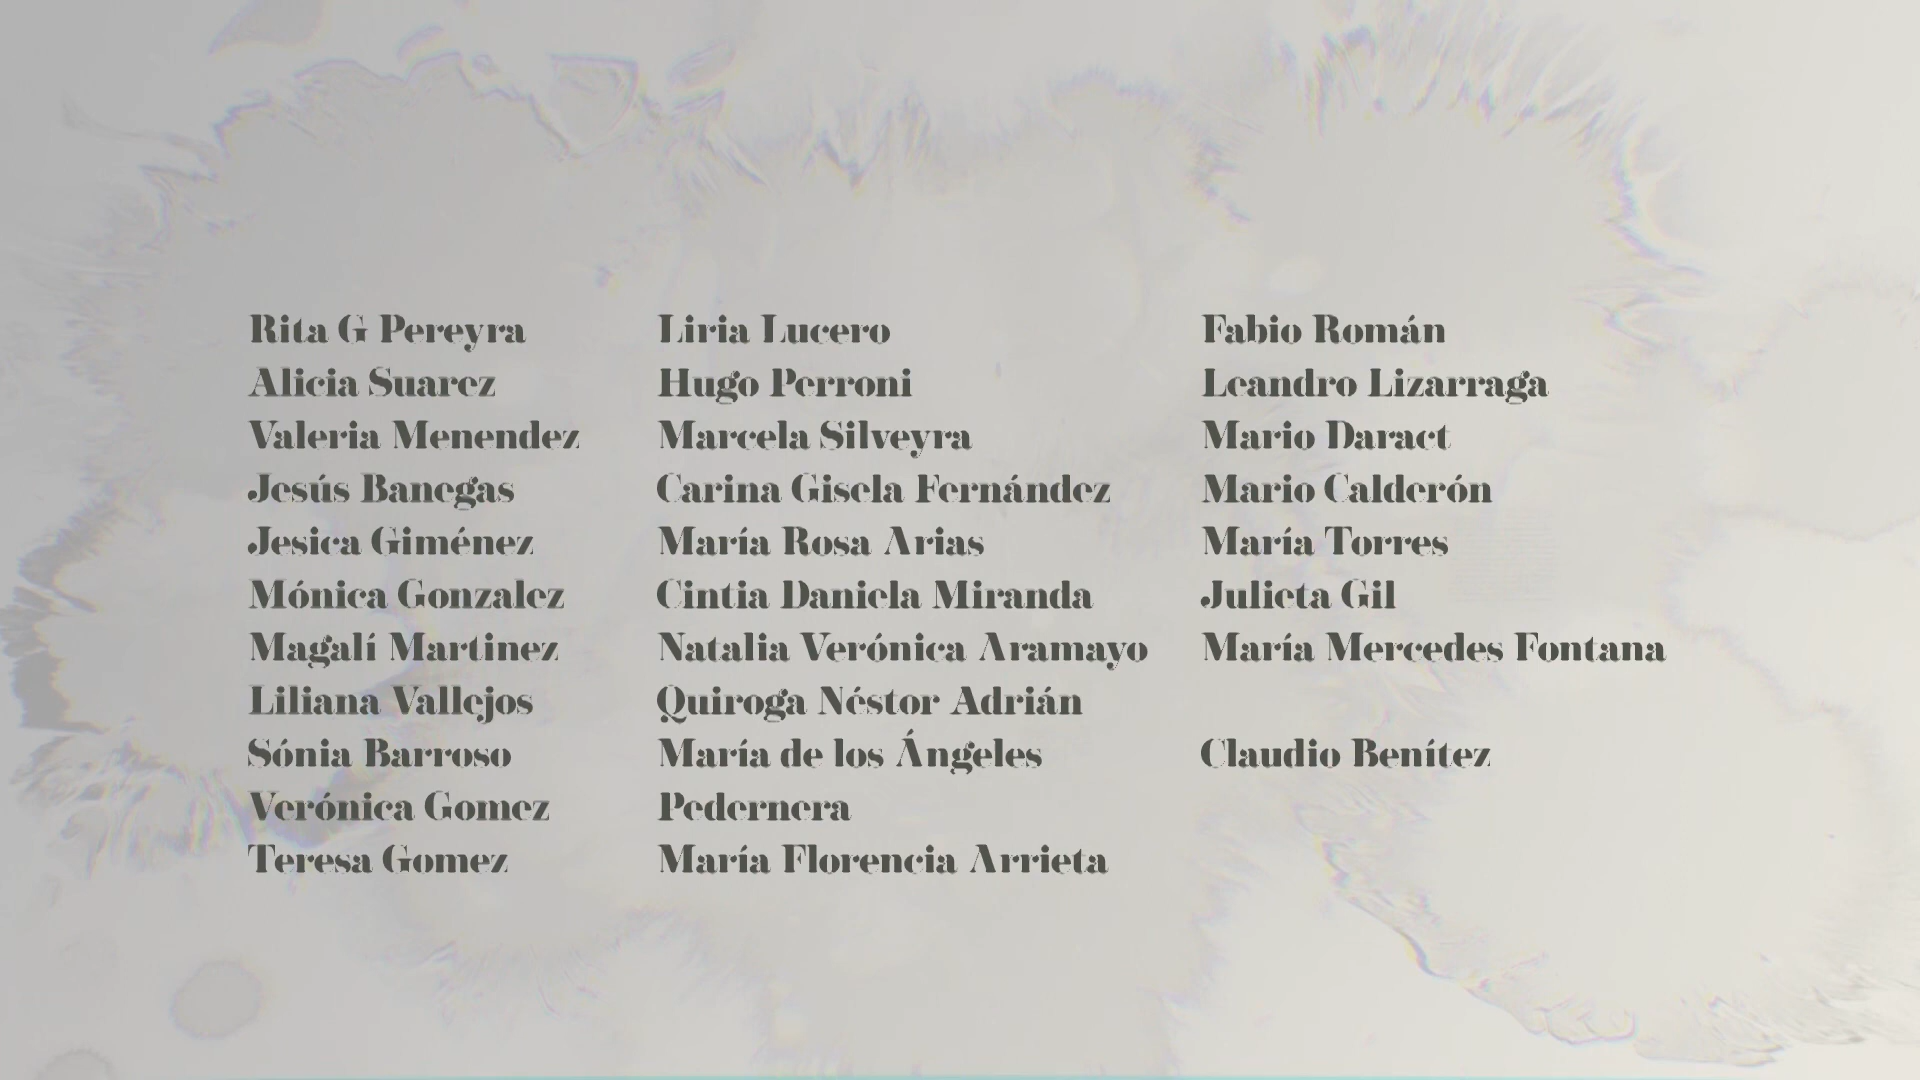 Rita G Pereyra
Alicia Suarez
Valeria Menendez
Jesús Banegas
Jesica Giménez
Mónica Gonzalez
Magalí Martinez
Liliana Vallejos
Sónia Barroso
Verónica Gomez
Teresa Gomez
Liria Lucero
Hugo Perroni
Marcela Silveyra
Carina Gisela Fernández
María Rosa Arias
Cintia Daniela Miranda
Natalia Verónica Aramayo
Quiroga Néstor Adrián
María de los Ángeles
Pedernera
María Florencia Arrieta
Fabio Román
Leandro Lizarraga
Mario Daract
Mario Calderón
María Torres
Julieta Gil
María Mercedes Fontana
Claudio Benítez